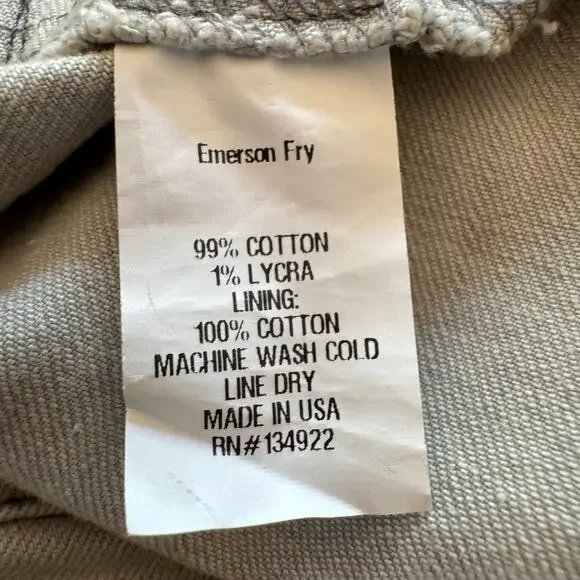 Emerson Fry
99% COTTON
1% LYCRA
LINING:
100% COTTON
MACHINE WASH COLD
LINE DRY
MADE IN USA
RN#134922